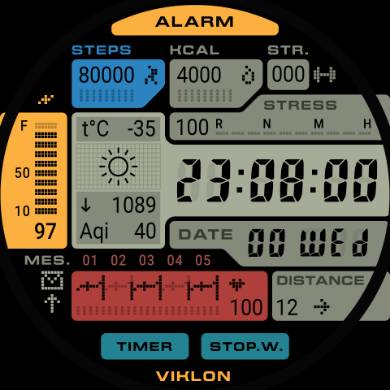 ALARM
STEPS KCAL STR.
80000 4000 000
STRESS
F t°C -35 100 R N M H
50
10
23:08:00
↓ 1089
97 Aqi 40 DATE 00 WEd
MES. 01 02 03 04 05
100
DISTANCE
12
TIMER STOP.W.
VIKLON